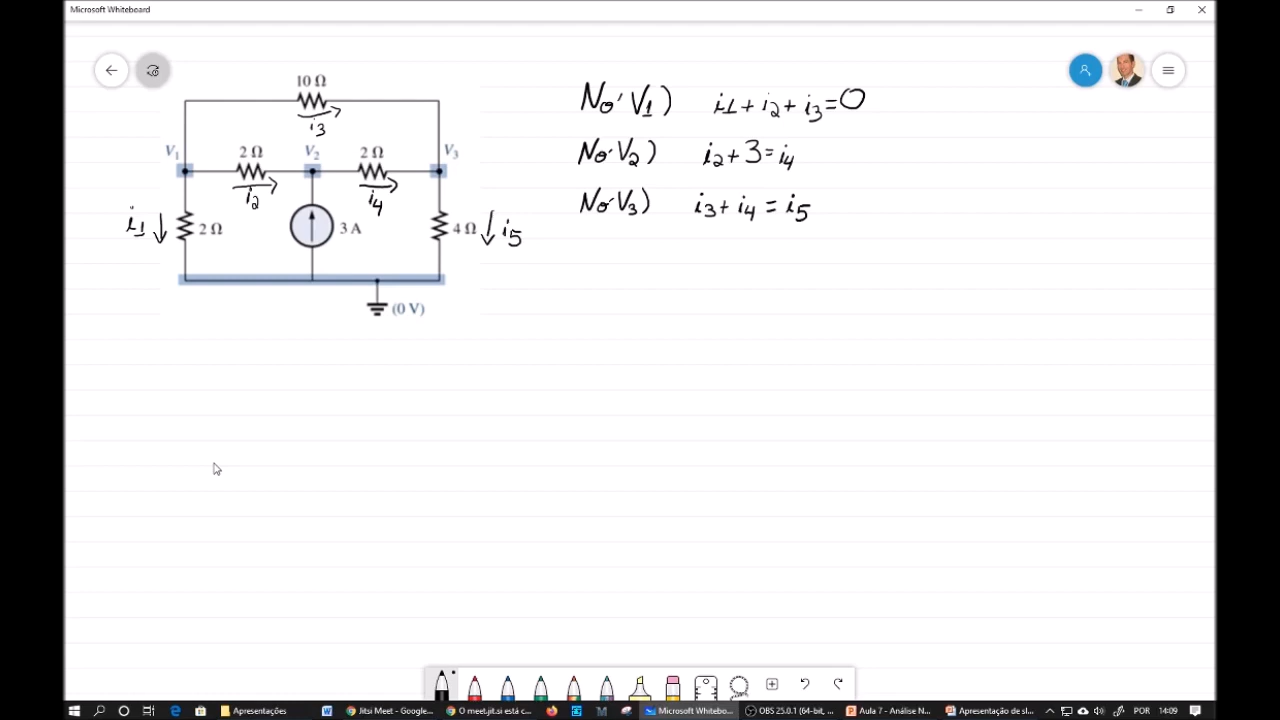 Microsoft Whiteboard
10 Ω
i3
Nó V1) i1 + i2 + i3 = 0
V1 2 Ω V2 2 Ω V3
Nó V2) i2 + 3 = i4
i2 i4
Nó V3) i3 + i4 = i5
i1 2 Ω 3 A 4 Ω i5
(0 V)
Apresentações
Jitsi Meet - Google...
O meet.jit.si está c...
Microsoft Whitebo...
OBS 25.0.1 (64-bit, ...
Aula 7 - Análise N...
Apresentação de sl...
POR 14:09